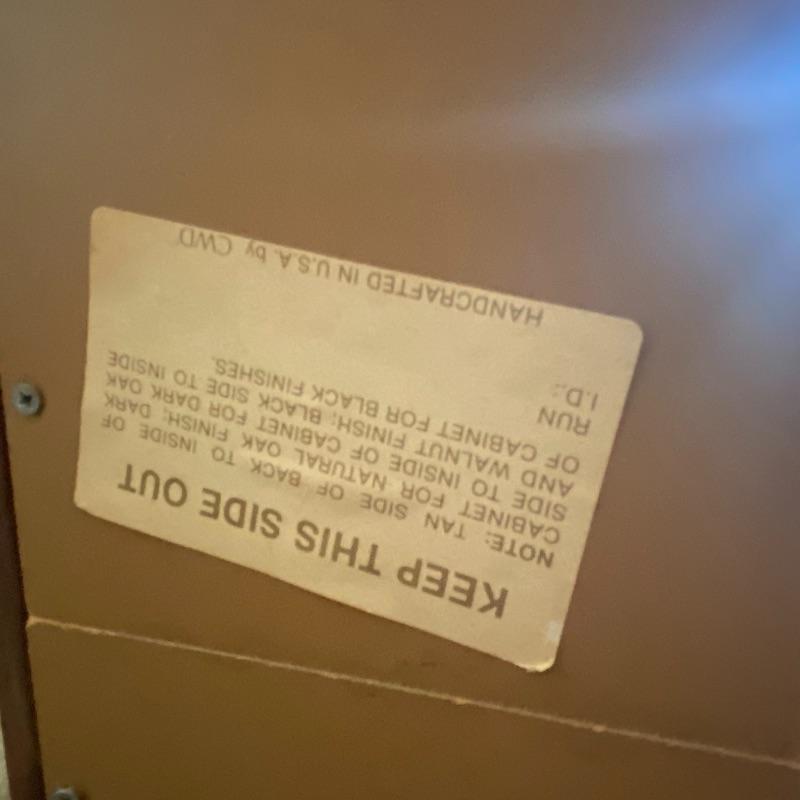 KEEP THIS SIDE OUT
NOTE: TAN SIDE OF BACK TO INSIDE OF
CABINET FOR NATURAL OAK FINISH; DARK
SIDE TO INSIDE OF CABINET FOR DARK OAK
AND WALNUT FINISH; BLACK SIDE TO INSIDE
OF CABINET FOR BLACK FINISHES.
RUN
I.D.:
HANDCRAFTED IN U.S.A. by CWD